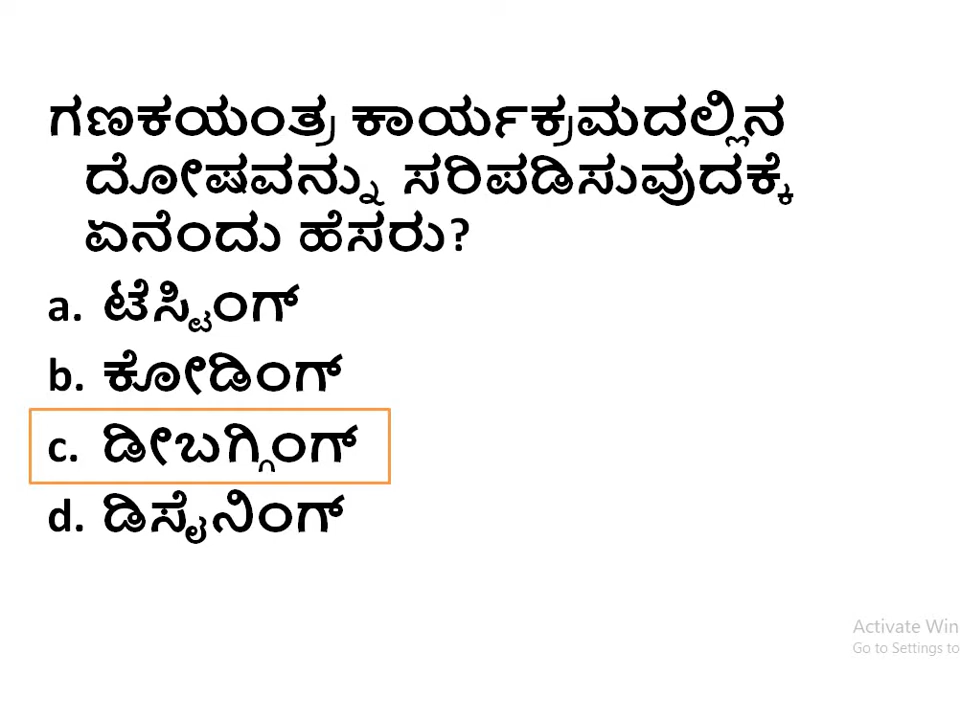 ಗಣಕಯಂತ್ರ ಕಾರ್ಯಕ್ರಮದಲ್ಲಿನ
ದೋಷವನ್ನು ಸರಿಪಡಿಸುವುದಕ್ಕೆ
ಏನೆಂದು ಹೆಸರು?
a. ಟೆಸ್ಟಿಂಗ್
b. ಕೋಡಿಂಗ್
c. ಡೀಬಗ್ಗಿಂಗ್
d. ಡಿಸೈನಿಂಗ್
Activate Win
Go to Settings to